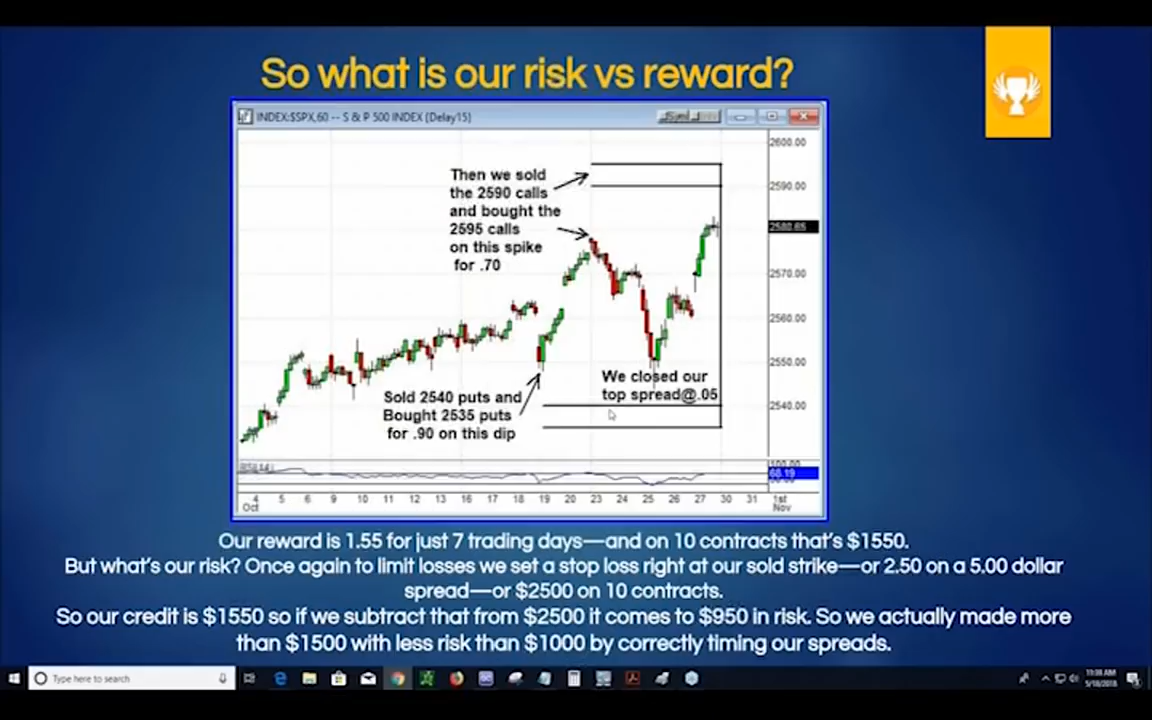 So what is our risk vs reward?
INDEX:$SPX,60 -- S & P 500 INDEX (Delay15)
2600.00
Then we sold
the 2590 calls
and bought the
2595 calls
on this spike
for .70
2590.00
2580.65
2570.00
2560.00
2550.00
We closed our
top spread@.05
Sold 2540 puts and
Bought 2535 puts
for .90 on this dip
2540.00
100.00
68.19
4 5 6 9 10 11 12 13 16 17 18 19 20 23 24 25 26 27 30 31 1st
Oct Nov
Our reward is 1.55 for just 7 trading days—and on 10 contracts that's $1550.
But what's our risk? Once again to limit losses we set a stop loss right at our sold strike—or 2.50 on a 5.00 dollar
spread—or $2500 on 10 contracts.
So our credit is $1550 so if we subtract that from $2500 it comes to $950 in risk. So we actually made more
than $1500 with less risk than $1000 by correctly timing our spreads.
Type here to search
11:38 AM
5/18/2018